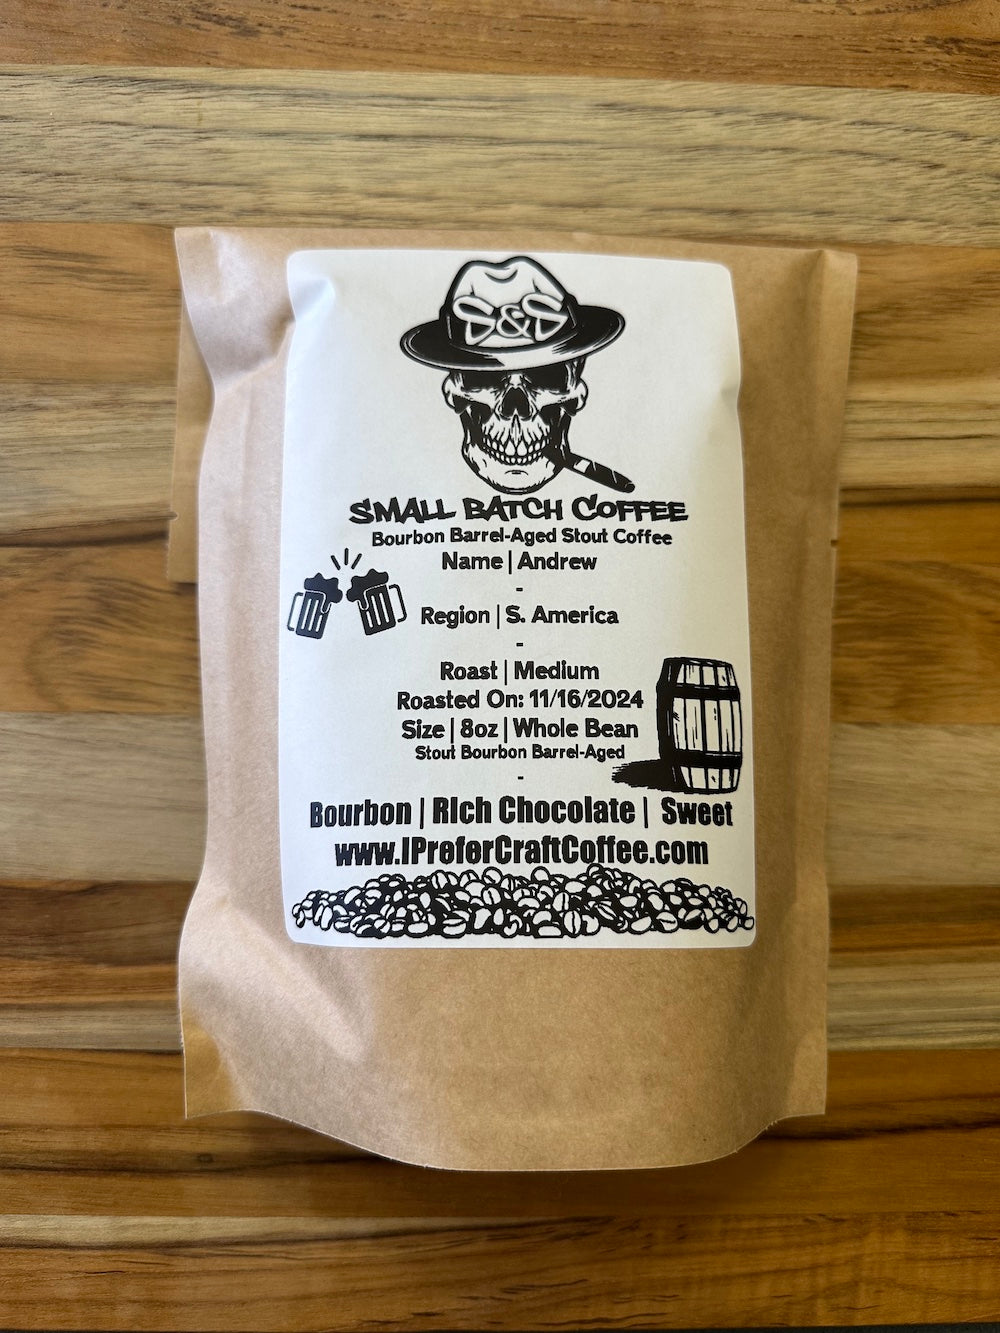 S&S
SMALL BATCH COFFEE
Bourbon Barrel-Aged Stout Coffee
Name | Andrew
-
Region | S. America
-
Roast | Medium
Roasted On: 11/16/2024
Size | 8oz | Whole Bean
Stout Bourbon Barrel-Aged
-
Bourbon | RIch Chocolate | Sweet
www.IPreferCraftCoffee.com